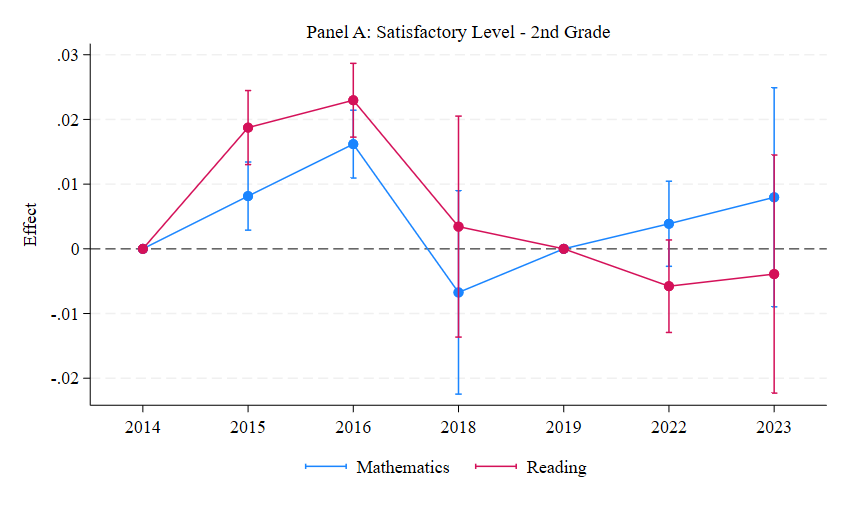 Panel A: Satisfactory Level - 2nd Grade
.03
.02
.01
0
-.01
-.02
Effect
2014 2015 2016 2018 2019 2022 2023
Mathematics Reading